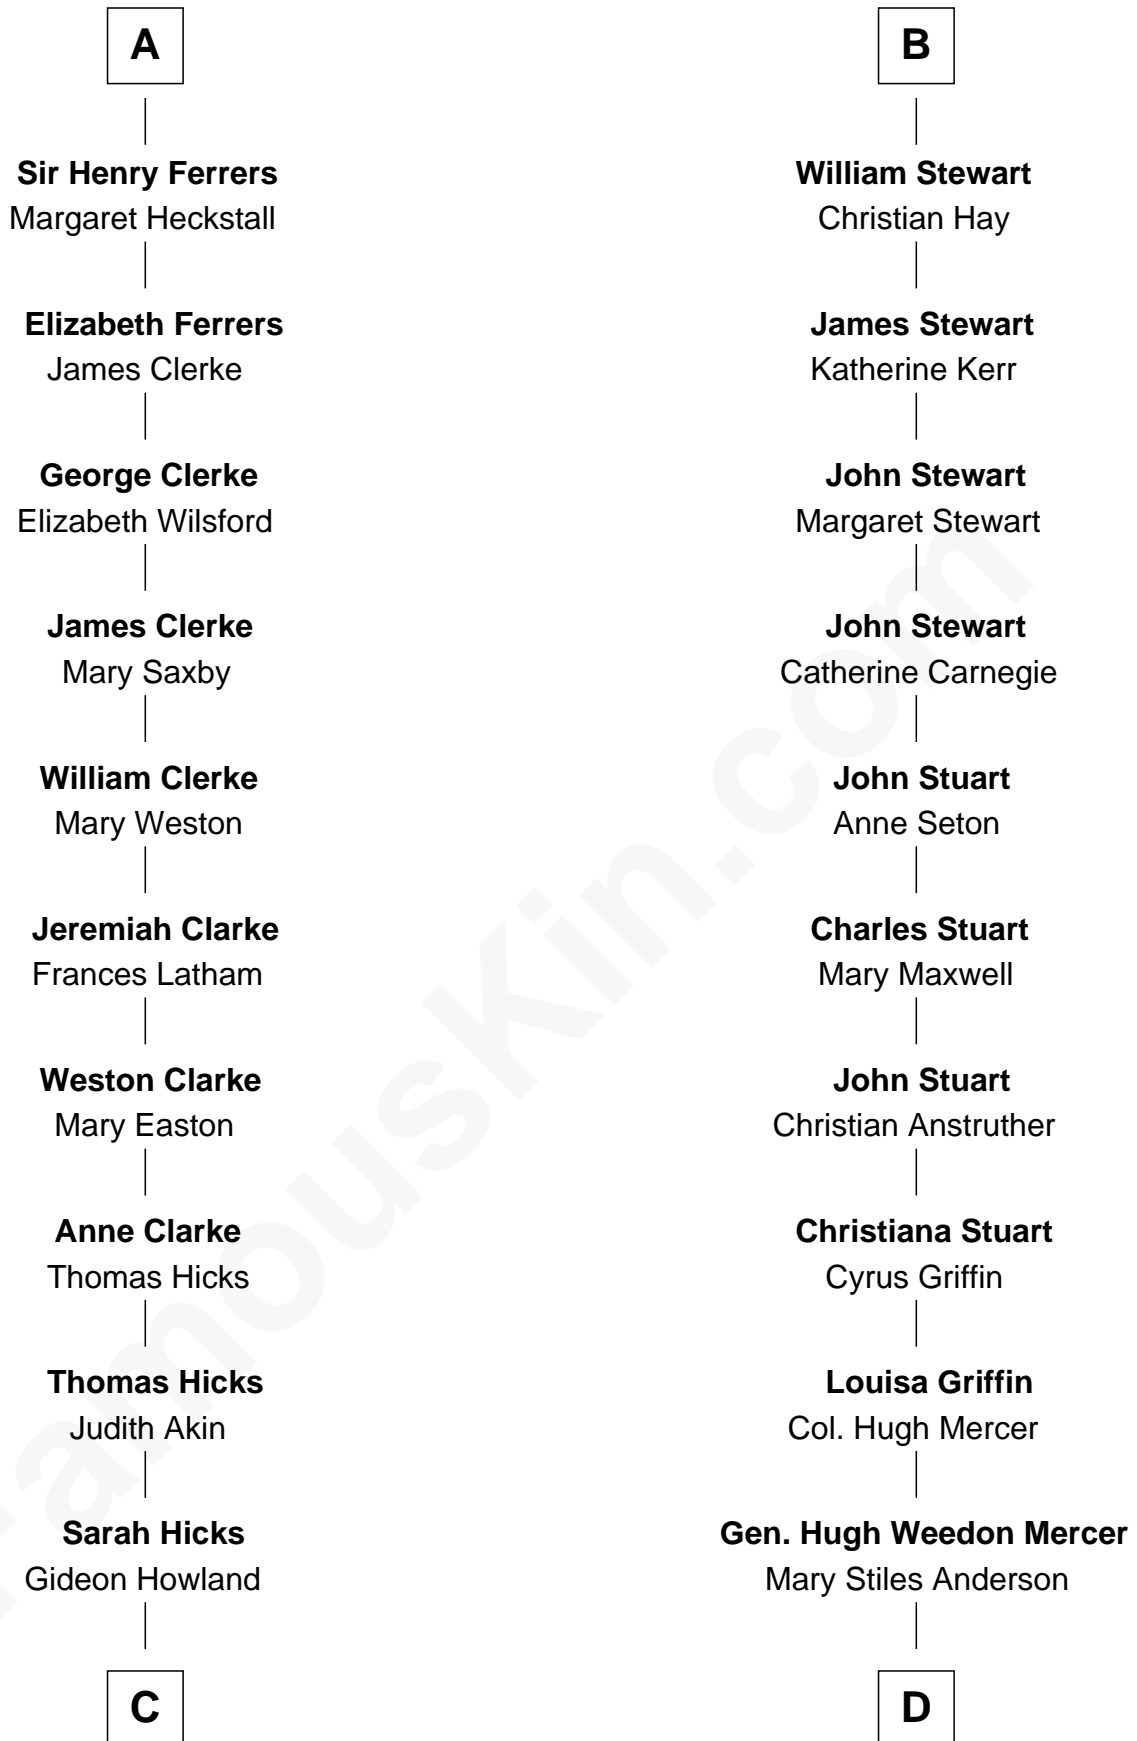 A
Sir Henry Ferrers
Margaret Heckstall
Elizabeth Ferrers
James Clerke
George Clerke
Elizabeth Wilsford
James Clerke
Mary Saxby
William Clerke
Mary Weston
Jeremiah Clarke
Frances Latham
Weston Clarke
Mary Easton
Anne Clarke
Thomas Hicks
Thomas Hicks
Judith Akin
Sarah Hicks
Gideon Howland
C
B
William Stewart
Christian Hay
James Stewart
Katherine Kerr
John Stewart
Margaret Stewart
John Stewart
Catherine Carnegie
John Stuart
Anne Seton
Charles Stuart
Mary Maxwell
John Stuart
Christian Anstruther
Christiana Stuart
Cyrus Griffin
Louisa Griffin
Col. Hugh Mercer
Gen. Hugh Weedon Mercer
Mary Stiles Anderson
D
FamousKin.com